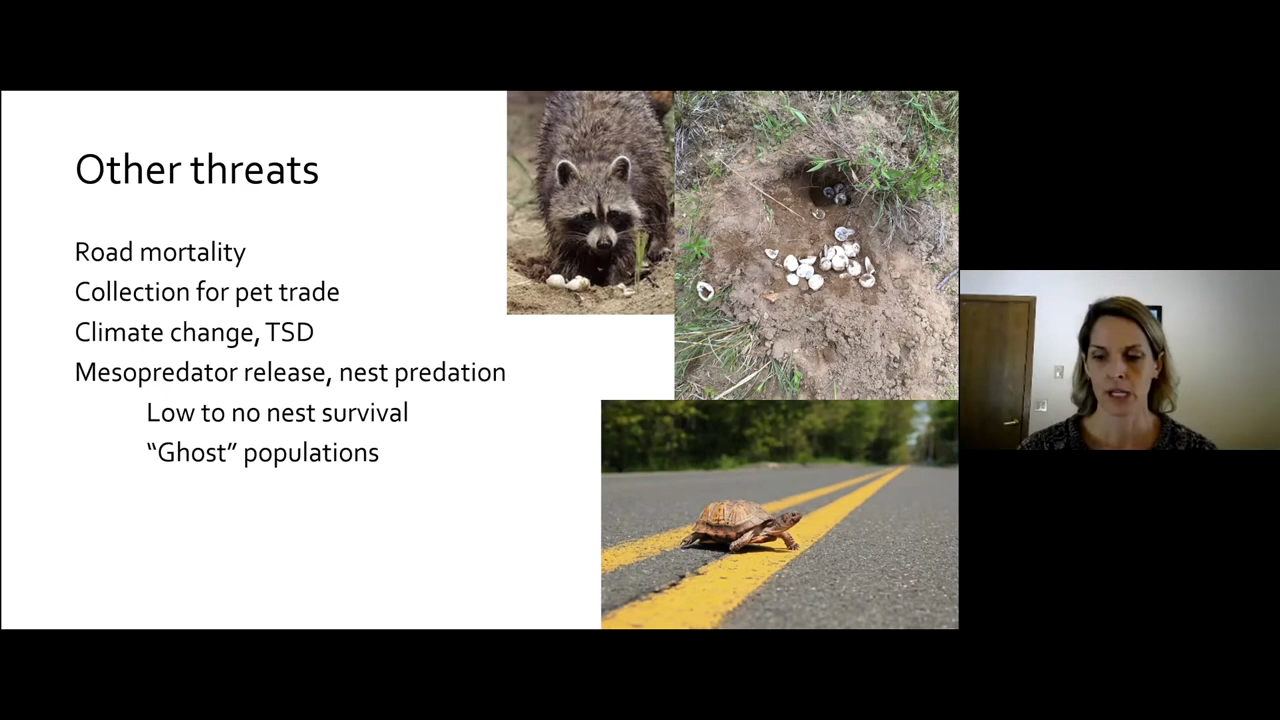 Other threats
Road mortality
Collection for pet trade
Climate change, TSD
Mesopredator release, nest predation
Low to no nest survival
“Ghost” populations